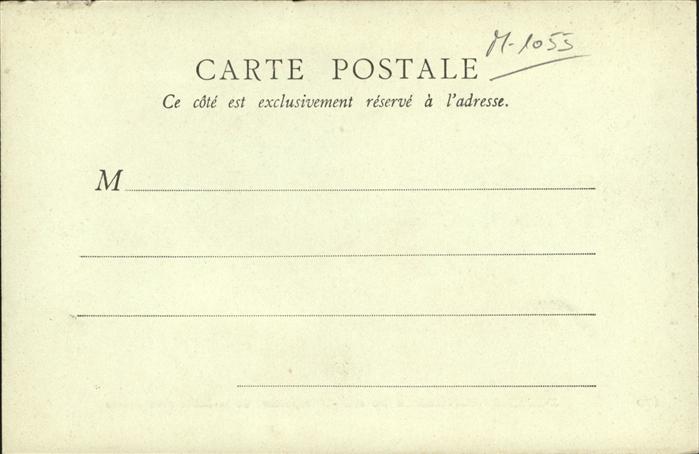 M-1055
CARTE POSTALE
Ce côté est exclusivement réservé à l'adresse.
M